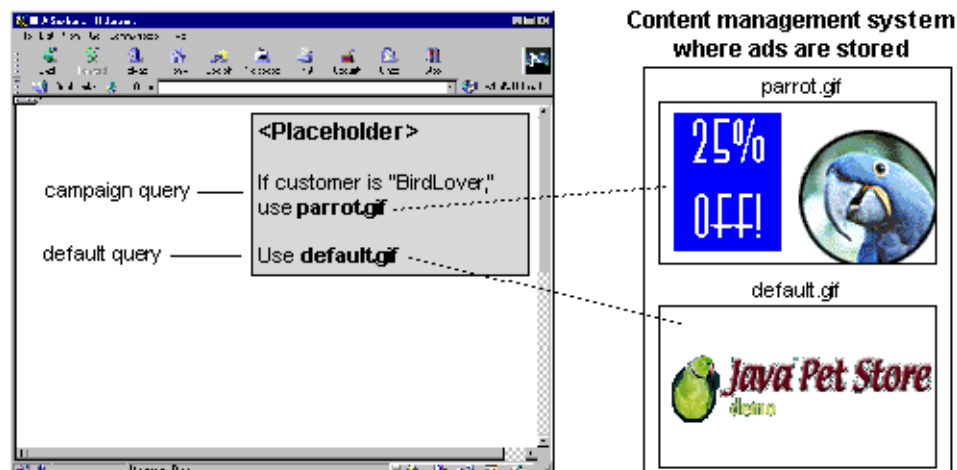 Content management system
where ads are stored
<Placeholder>
campaign query
If customer is "BirdLover,"
use parrot.gif
default query
Use default.gif
parrot.gif
25%
OFF!
default.gif
Java Pet Store
demo